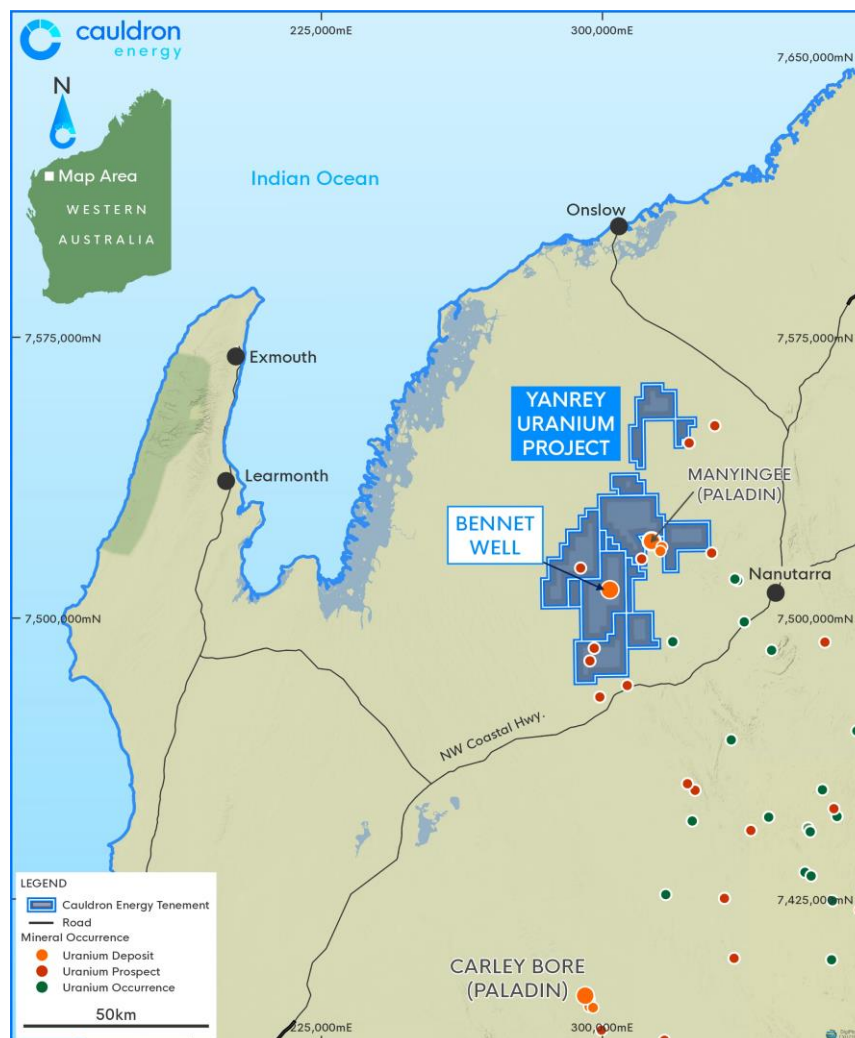 cauldron
energy
225,000mE
300,000mE
7,650,000mN
N
Map Area
WESTERN
AUSTRALIA
Indian Ocean
Onslow
7,575,000mN
7,575,000mN
Exmouth
YANREY
URANIUM
PROJECT
Learmonth
MANYINGEE
(PALADIN)
BENNET
WELL
Nanutarra
7,500,000mN
7,500,000mN
NW Coastal Hwy.
LEGEND
Cauldron Energy Tenement
Road
Mineral Occurrence
Uranium Deposit
Uranium Prospect
Uranium Occurrence
50km
7,425,000mN
CARLEY BORE
(PALADIN)
225,000mE
300,000mE